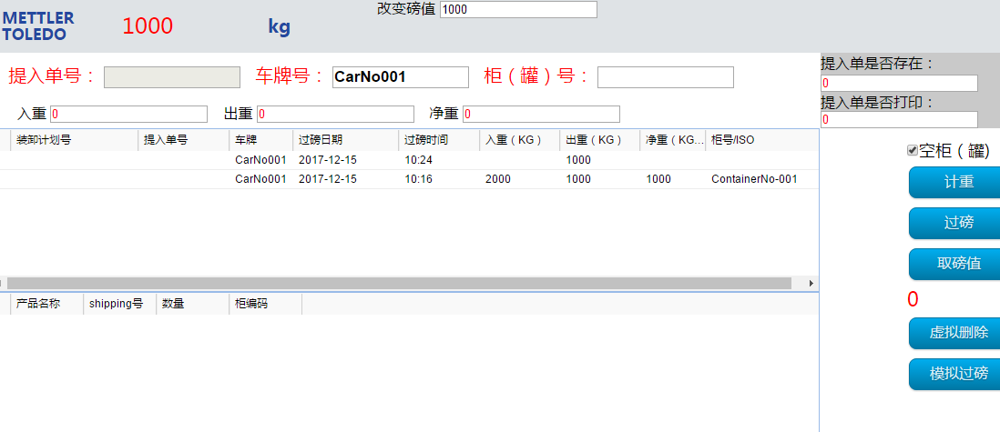 METTLER TOLEDO 1000 kg 改变磅值 1000
提入单号： 车牌号： CarNo001 柜（罐）号：
提入单是否存在：
0
提入单是否打印：
0
入重 0 出重 0 净重 0
装卸计划号 提入单号 车牌 过磅日期 过磅时间 入重（KG） 出重（KG） 净重（KG... 柜号/ISO
CarNo001 2017-12-15 10:24 1000
CarNo001 2017-12-15 10:16 2000 1000 1000 ContainerNo-001
空柜（罐)
计重
过磅
取磅值
0
虚拟删除
模拟过磅
产品名称 shipping号 数量 柜编码